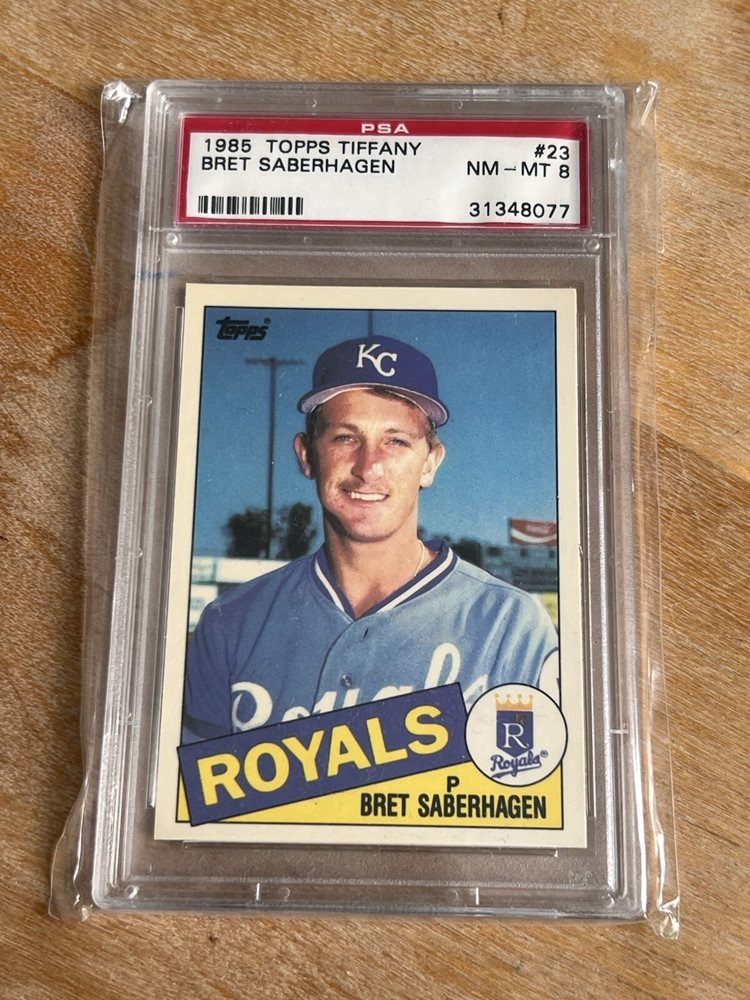 PSA
1985 TOPPS TIFFANY #23
BRET SABERHAGEN NM - MT 8
31348077
Topps®
KC
Royals
ROYALS
R
Royals®
P
BRET SABERHAGEN